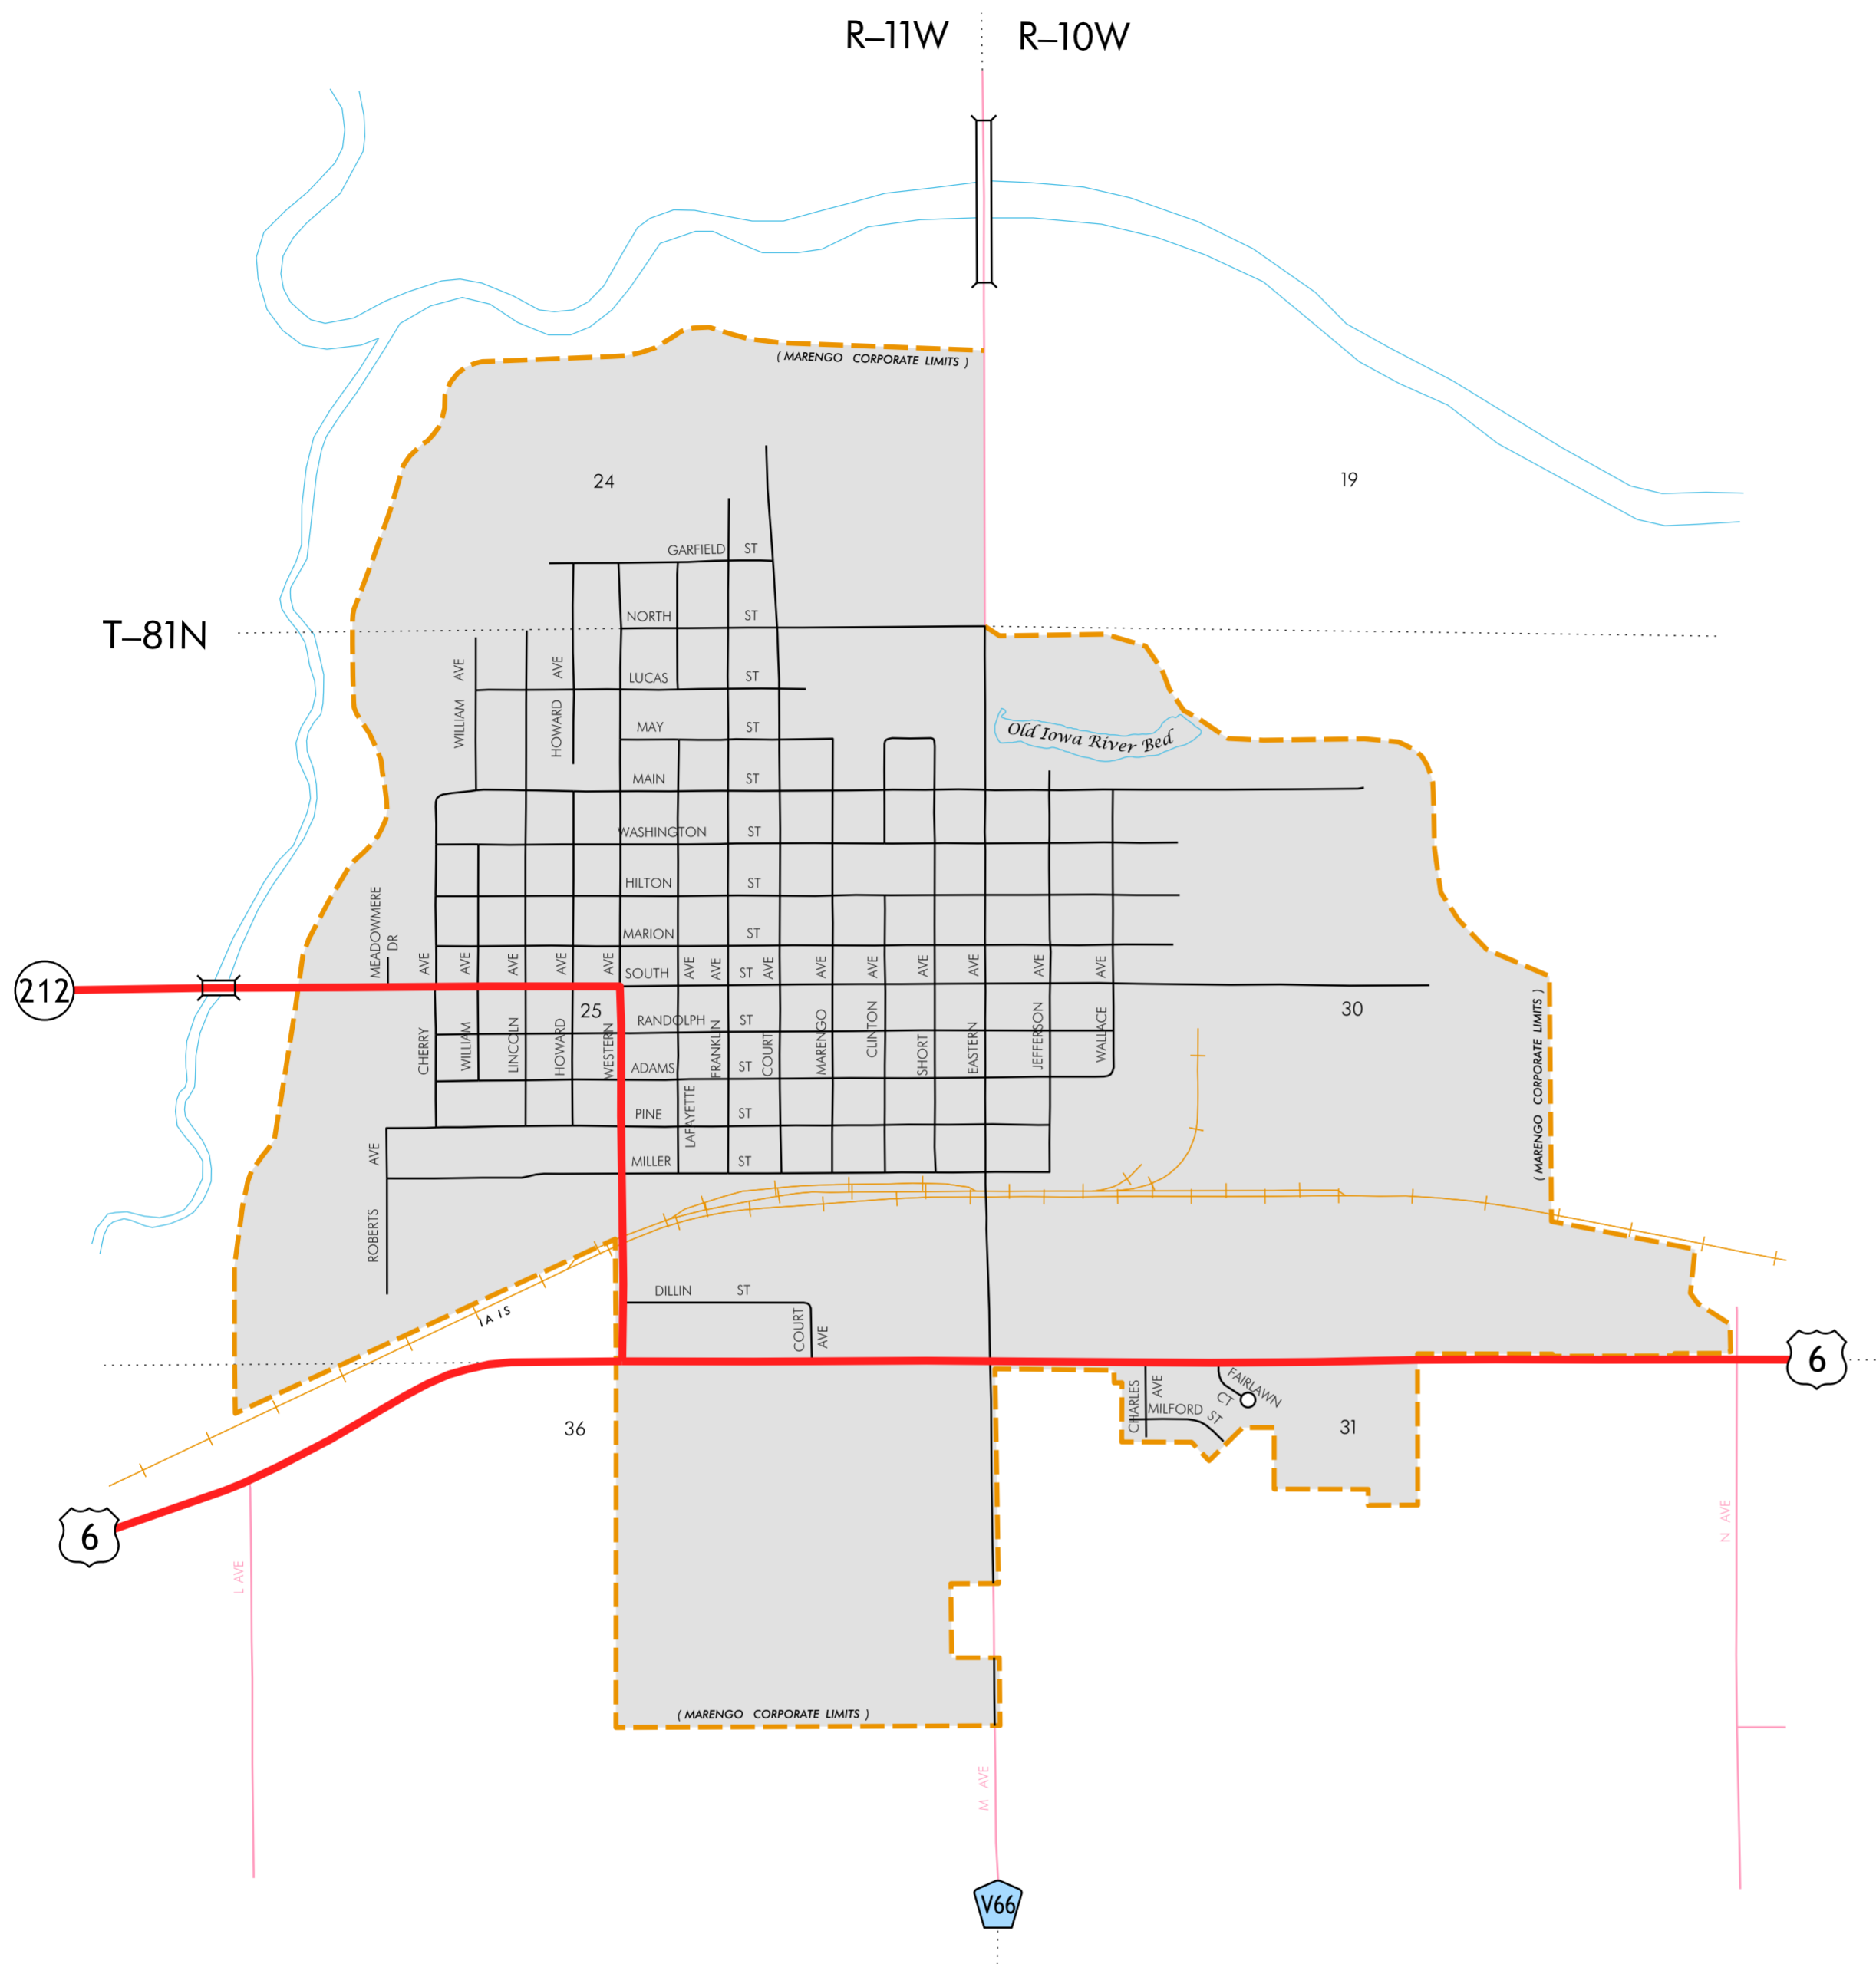 R–11W R–10W
( MARENGO CORPORATE LIMITS )
24
19
GARFIELD ST
T–81N
NORTH ST
WILLIAM AVE
HOWARD AVE
LUCAS ST
MAY ST
Old Iowa River Bed
MAIN ST
WASHINGTON ST
HILTON ST
MEADOWMERE DR
MARION ST
SOUTH ST
212
25
30
RANDOLPH ST
ADAMS ST
PINE ST
MILLER ST
CHERRY AVE
WILLIAM AVE
LINCOLN AVE
HOWARD AVE
WESTERN AVE
LAFAYETTE AVE
FRANKLIN AVE
COURT AVE
MARENGO AVE
CLINTON AVE
SHORT AVE
EASTERN AVE
JEFFERSON AVE
WALLACE AVE
( MARENGO CORPORATE LIMITS )
ROBERTS AVE
DILLIN ST
COURT AVE
IAIS
6
FAIRLAWN CT
CHARLES AVE
MILFORD ST
36
31
6
L AVE
N AVE
( MARENGO CORPORATE LIMITS )
M AVE
V66